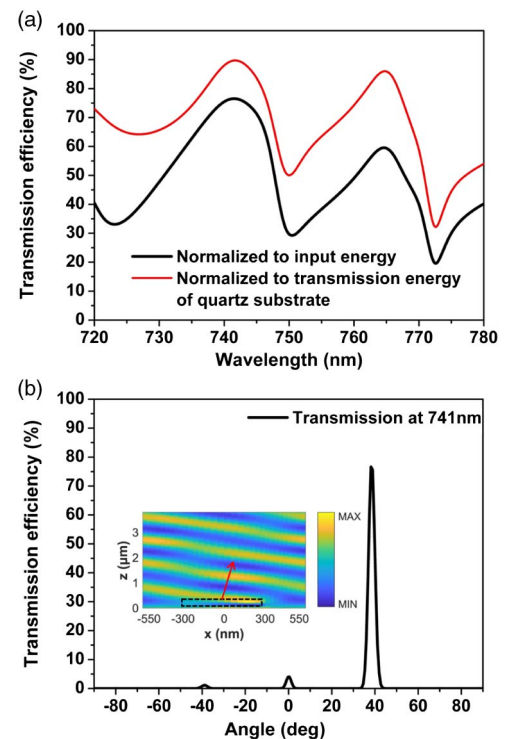 (a)
Transmission efficiency (%)
100
90
80
70
60
50
40
30
20
10
0
Normalized to input energy
Normalized to transmission energy
of quartz substrate
720 730 740 750 760 770 780
Wavelength (nm)
(b)
Transmission efficiency (%)
100
90
80
70
60
50
40
30
20
10
0
Transmission at 741nm
z (μm)
3
2
1
0
-550 -300 0 300 550
x (nm)
MAX
MIN
-80 -60 -40 -20 0 20 40 60 80
Angle (deg)